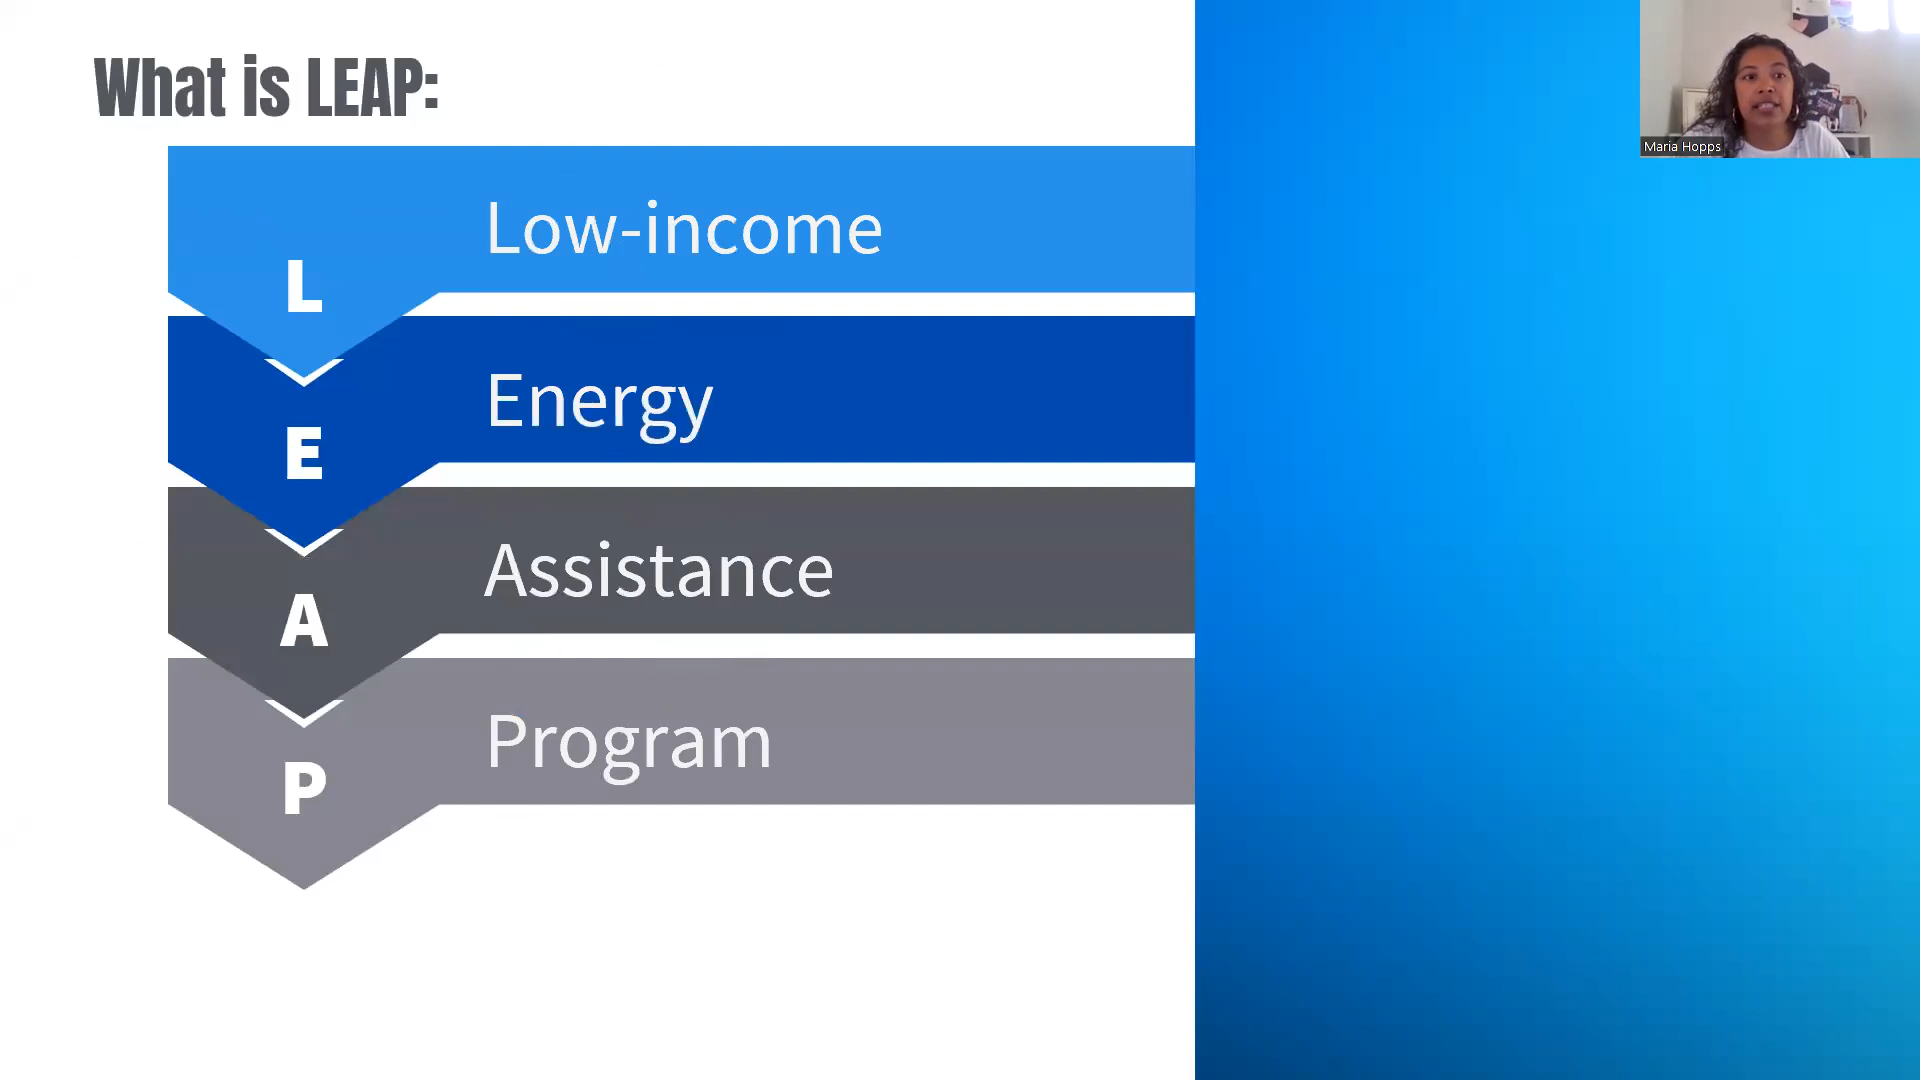 What is LEAP:
L
Low-income
E
Energy
A
Assistance
P
Program
Maria Hopps